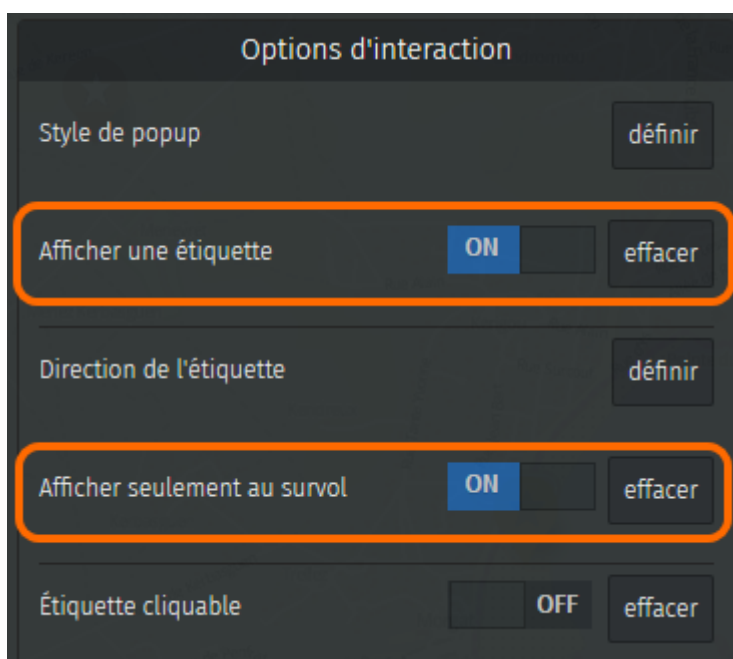 Options d'interaction
Style de popup définir
Afficher une étiquette ON effacer
Direction de l'étiquette définir
Afficher seulement au survol ON effacer
Étiquette cliquable OFF effacer